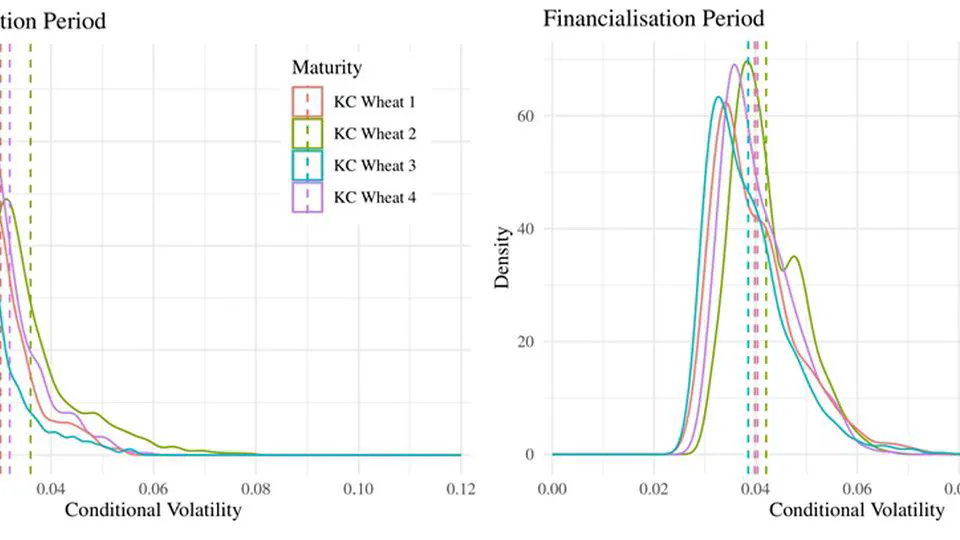 tion Period
Maturity
KC Wheat 1
KC Wheat 2
KC Wheat 3
KC Wheat 4
0.04 0.06 0.08 0.10 0.12
Conditional Volatility
Financialisation Period
Density
60
40
20
0
0.00 0.02 0.04 0.06 0.0
Conditional Volatility